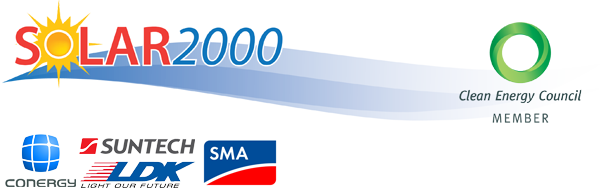 SOLAR2000
Clean Energy Council
MEMBER
CONERGY
SUNTECH
LDK
LIGHT OUR FUTURE
SMA